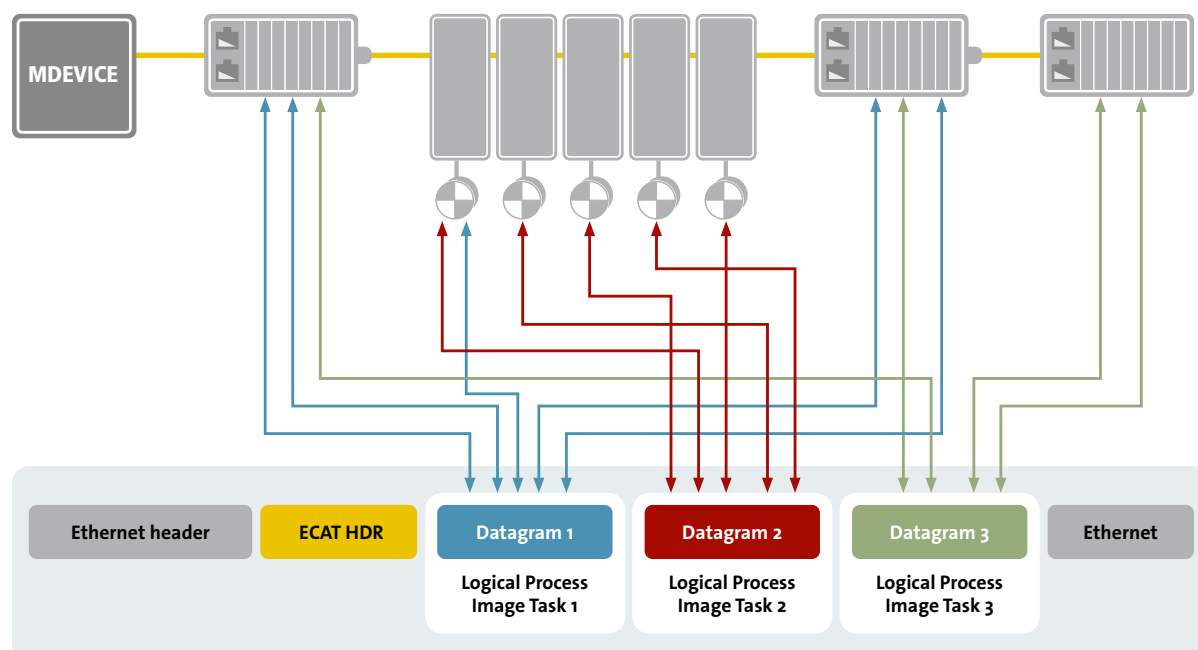 MDEVICE
Ethernet header
ECAT HDR
Datagram 1
Datagram 2
Datagram 3
Ethernet
Logical Process
Image Task 1
Logical Process
Image Task 2
Logical Process
Image Task 3